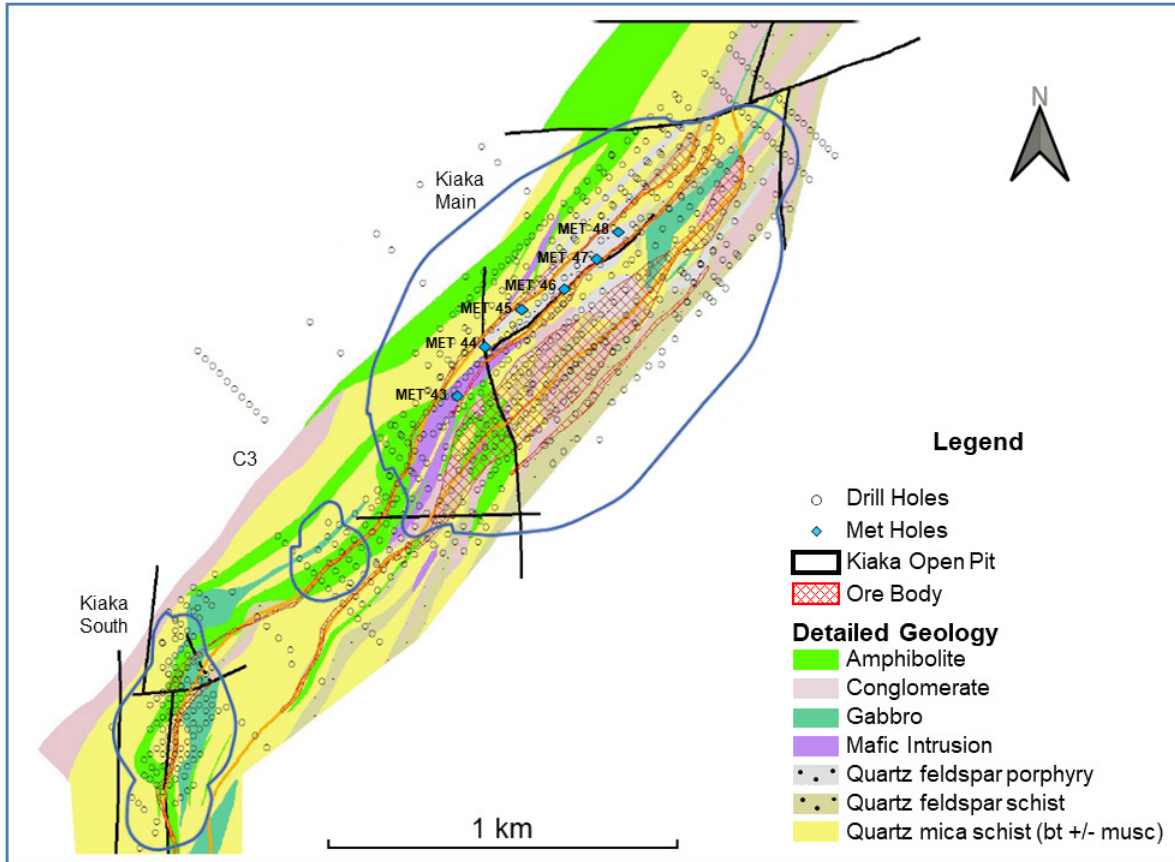 N
Kiaka
Main
MET 48
MET 47
MET 46
MET 45
MET 44
MET 43
C3
Kiaka
South
1 km
Legend
Drill Holes
Met Holes
Kiaka Open Pit
Ore Body
Detailed Geology
Amphibolite
Conglomerate
Gabbro
Mafic Intrusion
Quartz feldspar porphyry
Quartz feldspar schist
Quartz mica schist (bt +/- musc)